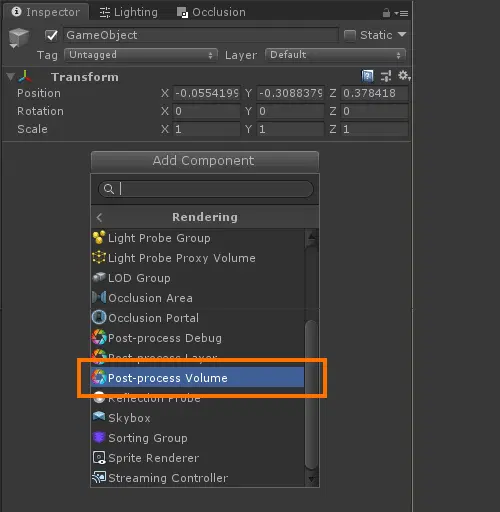 Inspector Lighting Occlusion
GameObject Static
Tag Untagged Layer Default
Transform
Position X -0.0554199 Y -0.3088379 Z 0.378418
Rotation X 0 Y 0 Z 0
Scale X 1 Y 1 Z 1
Add Component
Rendering
Light Probe Group
Light Probe Proxy Volume
LOD Group
Occlusion Area
Occlusion Portal
Post-process Debug
Post-process Layer
Post-process Volume
Reflection Probe
Skybox
Sorting Group
Sprite Renderer
Streaming Controller